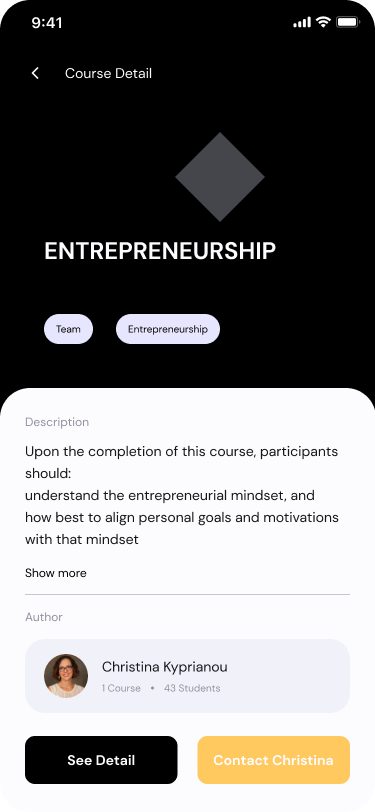 9:41
Course Detail
ENTREPRENEURSHIP
Team
Entrepreneurship
Description
Upon the completion of this course, participants
should:
understand the entrepreneurial mindset, and
how best to align personal goals and motivations
with that mindset
Show more
Author
Christina Kyprianou
1 Course • 43 Students
See Detail
Contact Christina